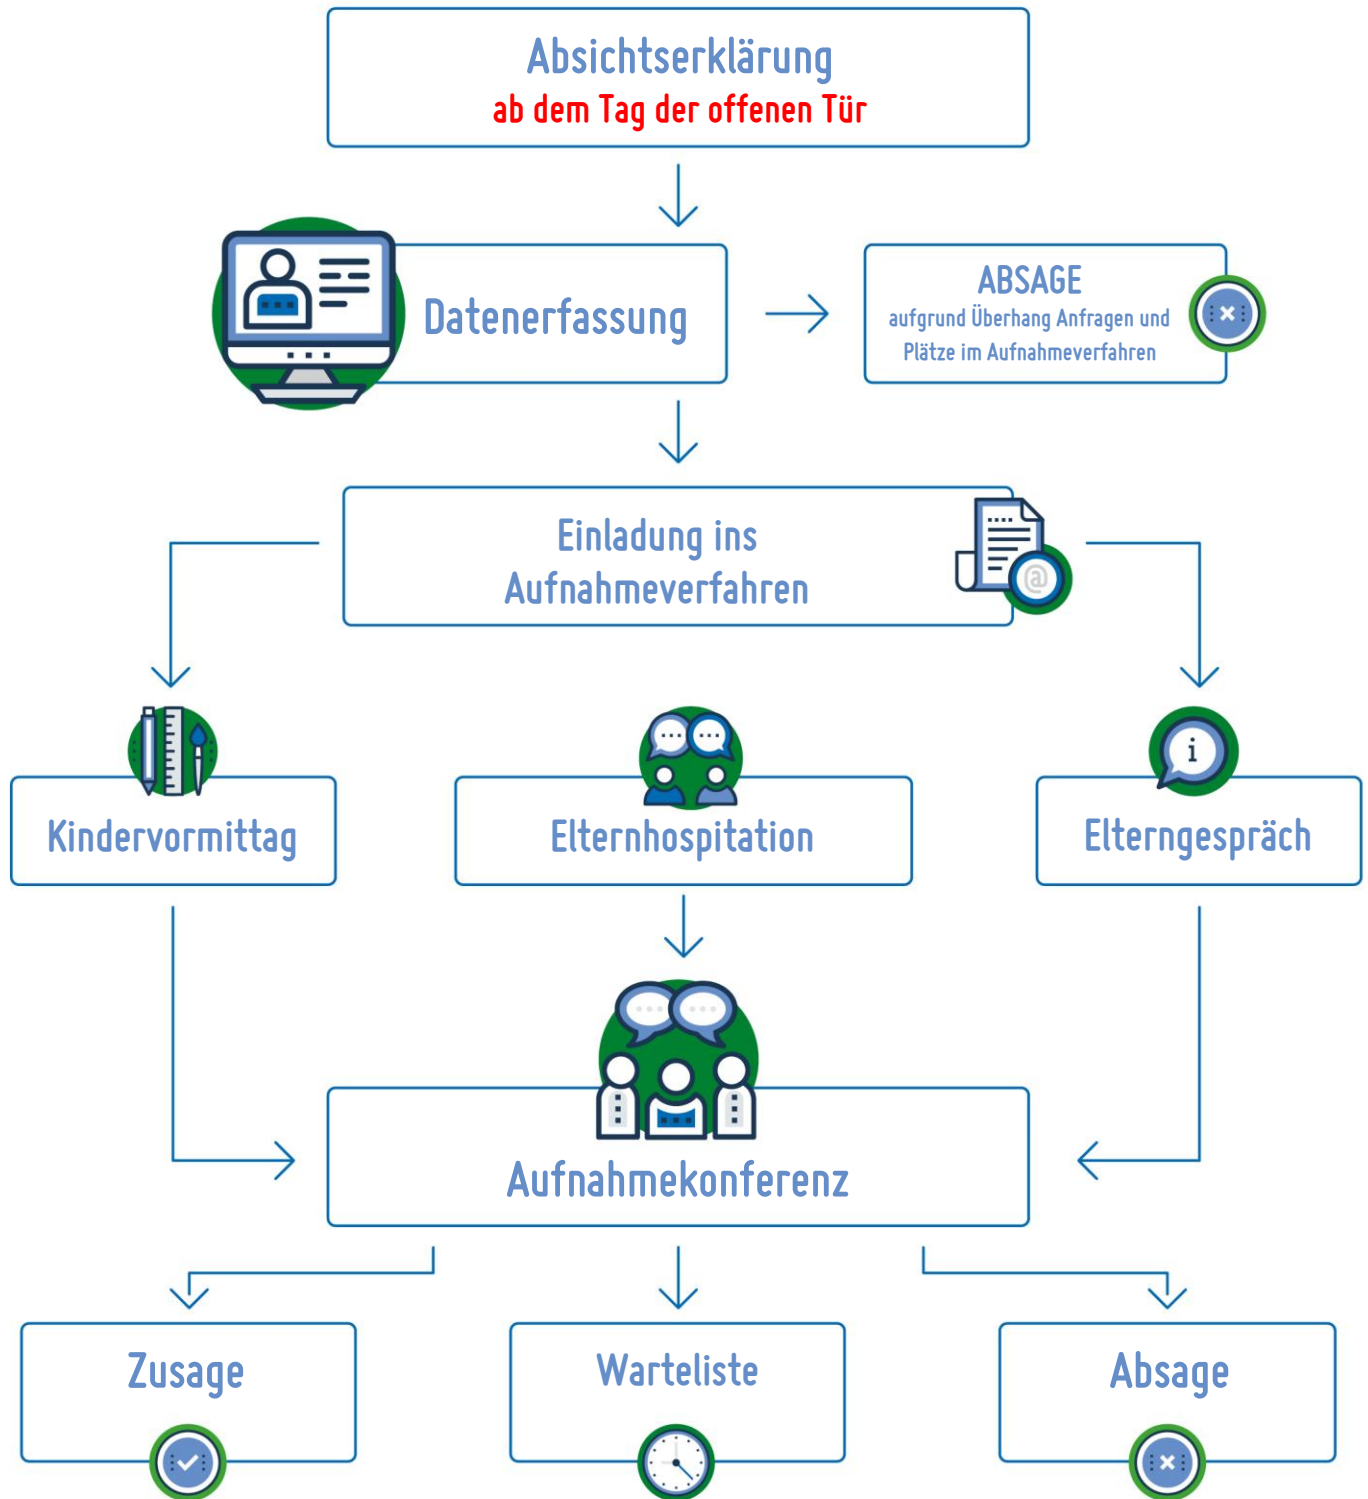 Absichtserklärung
ab dem Tag der offenen Tür
Datenerfassung
ABSAGE
aufgrund Überhang Anfragen und
Plätze im Aufnahmeverfahren
Einladung ins
Aufnahmeverfahren
@
i
Kindervormittag
Elternhospitation
Elterngespräch
Aufnahmekonferenz
Zusage
Warteliste
Absage